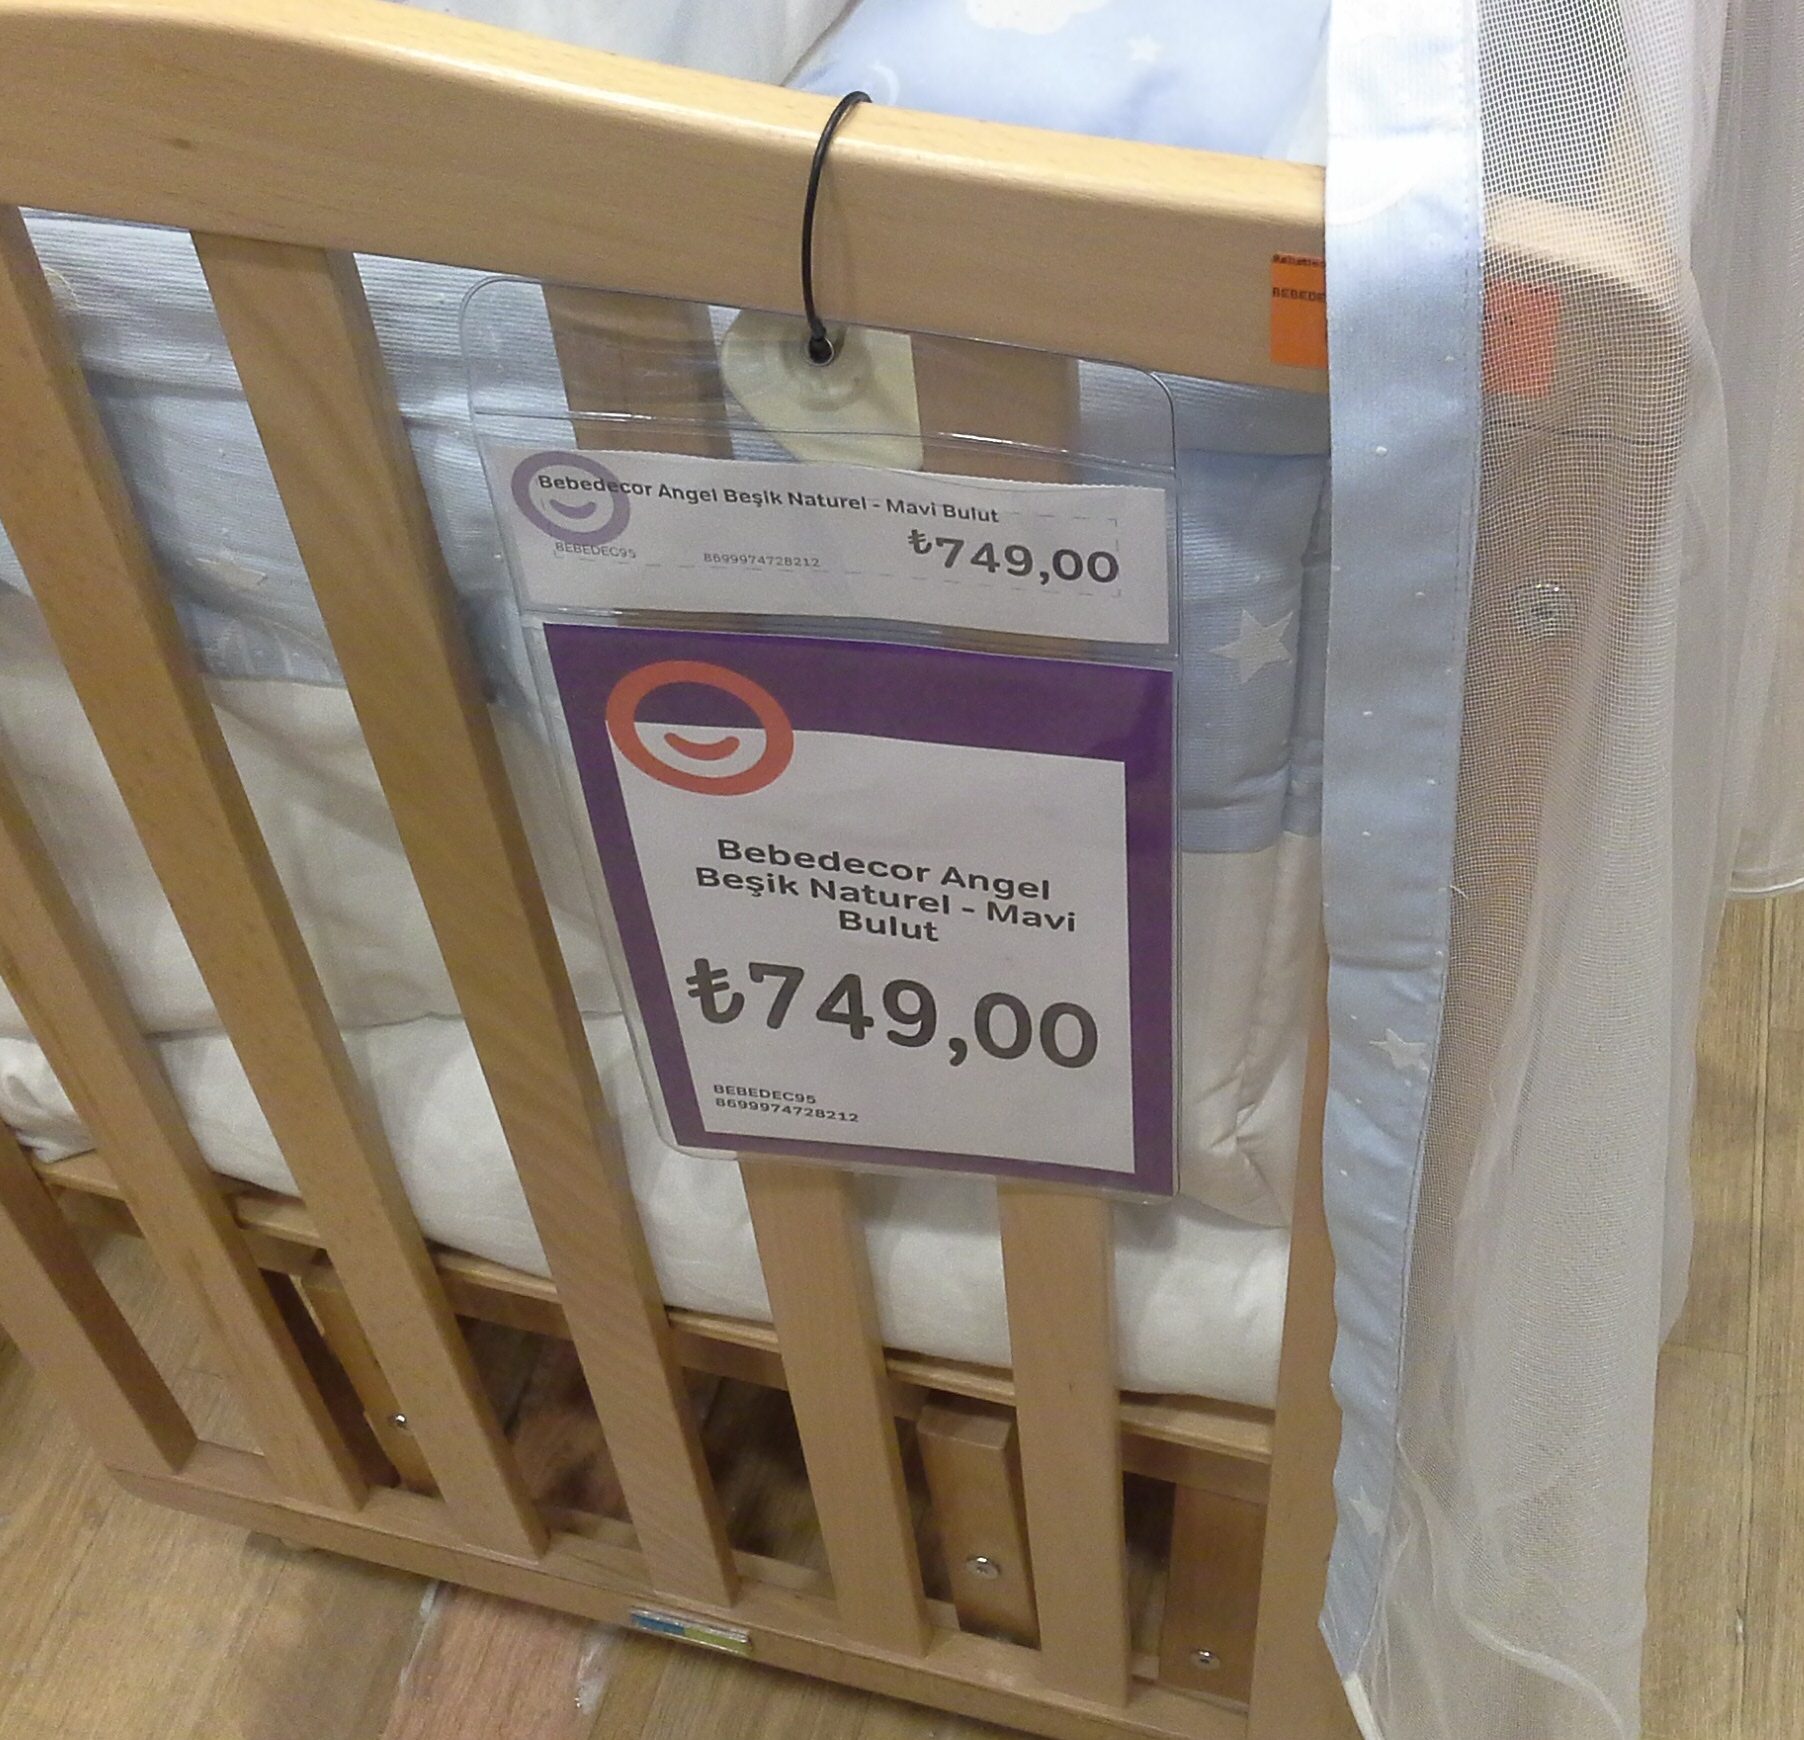 Bebedecor Angel Beşik Naturel - Mavi Bulut
₺749,00
BEBEDEC95
8699974728212
Bebedecor Angel
Beşik Naturel - Mavi
Bulut
₺749,00
BEBEDEC95
8699974728212
BEBEDE